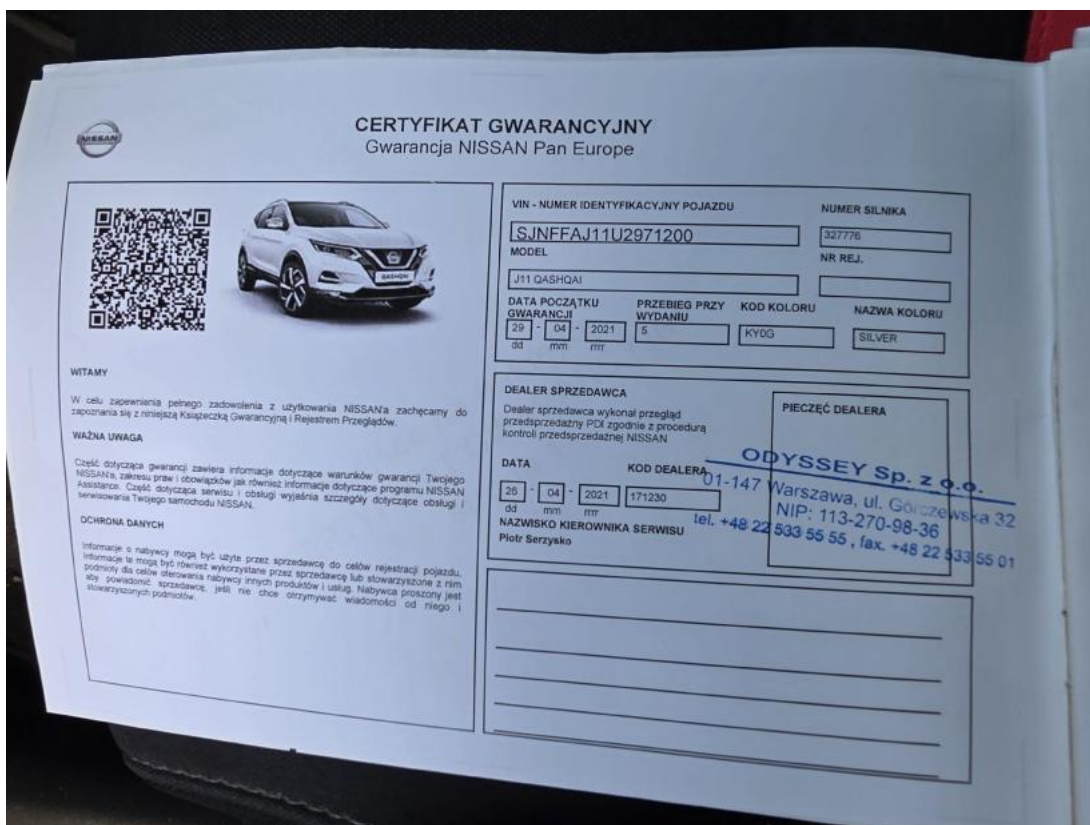 NISSAN
CERTYFIKAT GWARANCYJNY
Gwarancja NISSAN Pan Europe
QASHQAI
WITAMY
W celu zapewnienia pełnego zadowolenia z użytkowania NISSAN'a zachęcamy do
zapoznania się z niniejszą Książeczką Gwarancyjną i Rejestrem Przeglądów.
WAŻNA UWAGA
Część dotycząca gwarancji zawiera informacje dotyczące warunków gwarancji Twojego
NISSAN'a, zakresu praw i obowiązków jak również informacje dotyczące programu NISSAN
Assistance. Część dotycząca serwisu i obsługi wyjaśnia szczegóły dotyczące obsługi i
serwisowania Twojego samochodu NISSAN.
OCHRONA DANYCH
Informacje o nabywcy mogą być użyte przez sprzedawcę do celów rejestracji pojazdu.
Informacje te mogą być również wykorzystane przez sprzedawcę lub stowarzyszone z nim
podmioty dla celów oferowania nabywcy innych produktów i usług. Nabywca proszony jest
aby powiadomić sprzedawcę, jeśli nie chce otrzymywać wiadomości od niego i
stowarzyszonych podmiotów.
VIN - NUMER IDENTYFIKACYJNY POJAZDU
SJNFFAJ11U2971200
NUMER SILNIKA
327776
MODEL
J11 QASHQAI
NR REJ.
DATA POCZĄTKU
GWARANCJI
29 - 04 - 2021
dd mm rrrr
PRZEBIEG PRZY
WYDANIU
5
KOD KOLORU
KY0G
NAZWA KOLORU
SILVER
DEALER SPRZEDAWCA
Dealer sprzedawca wykonał przegląd
przedsprzedażny PDI zgodnie z procedurą
kontroli przedsprzedażnej NISSAN
DATA
26 - 04 - 2021
dd mm rrrr
KOD DEALERA
171230
NAZWISKO KIEROWNIKA SERWISU
Piotr Serzysko
PIECZĘĆ DEALERA
ODYSSEY Sp. z o.o.
01-147 Warszawa, ul. Górczewska 32
NIP: 113-270-98-36
tel. +48 22 533 55 55 , fax. +48 22 533 55 01